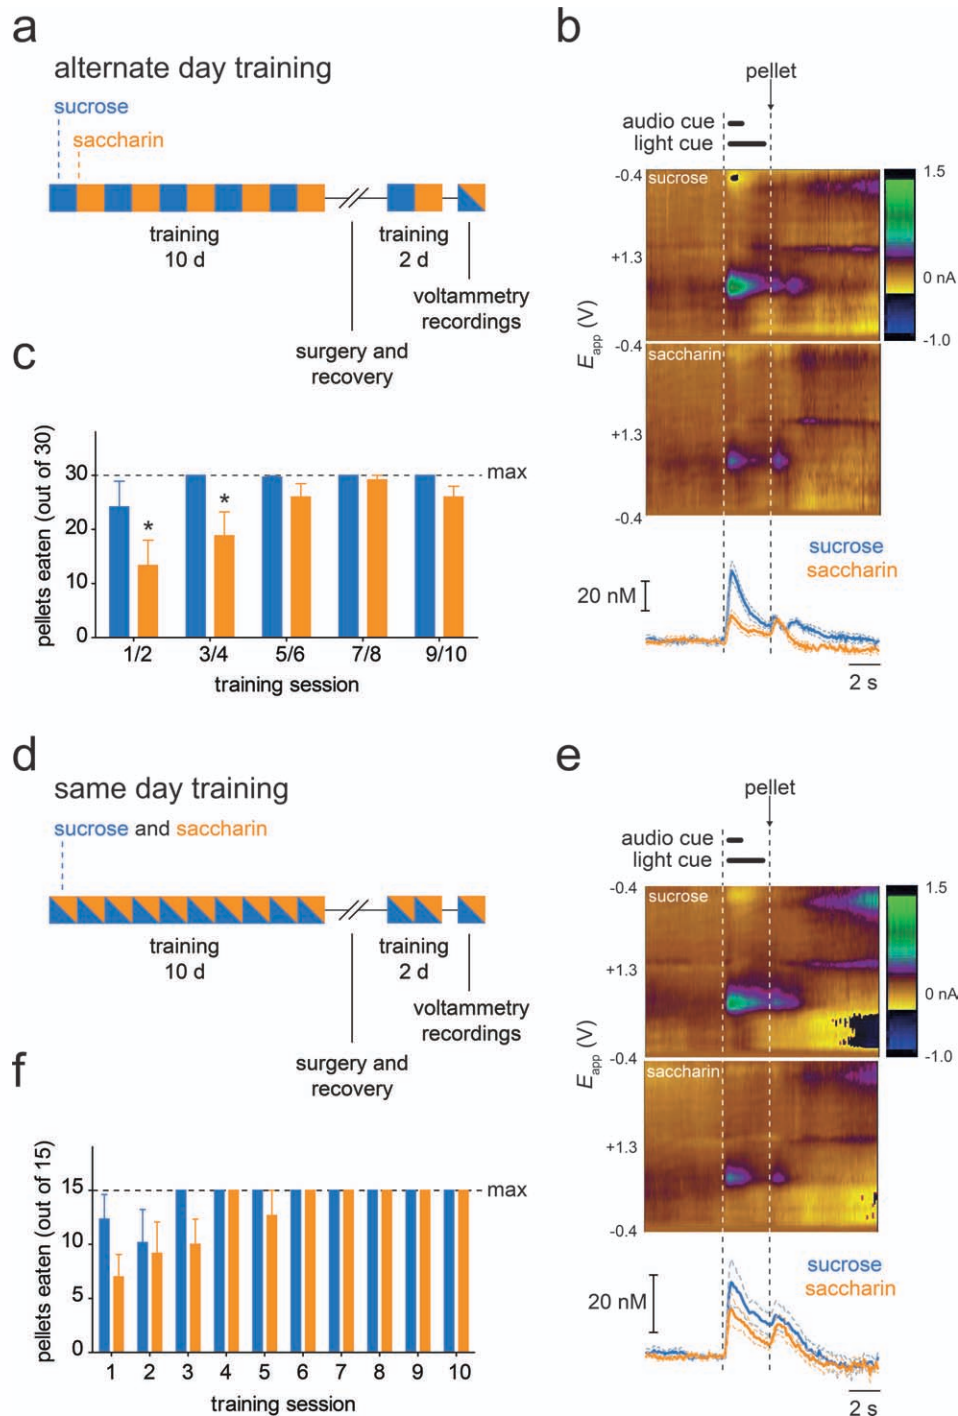 a
alternate day training
sucrose
saccharin
training
10 d
training
2 d
voltammetry
recordings
surgery and
recovery
b
pellet
audio cue
light cue
-0.4
sucrose
+1.3
-0.4
saccharin
+1.3
-0.4
E app (V)
1.5
0 nA
-1.0
sucrose
saccharin
20 nM
2 s
c
pellets eaten (out of 30)
30
20
10
0
max
*
*
1/2 3/4 5/6 7/8 9/10
training session
d
same day training
sucrose and saccharin
training
10 d
training
2 d
voltammetry
recordings
surgery and
recovery
e
pellet
audio cue
light cue
-0.4
sucrose
+1.3
-0.4
saccharin
+1.3
-0.4
E app (V)
1.5
0 nA
-1.0
sucrose
saccharin
20 nM
2 s
f
pellets eaten (out of 15)
15
10
5
0
max
1 2 3 4 5 6 7 8 9 10
training session